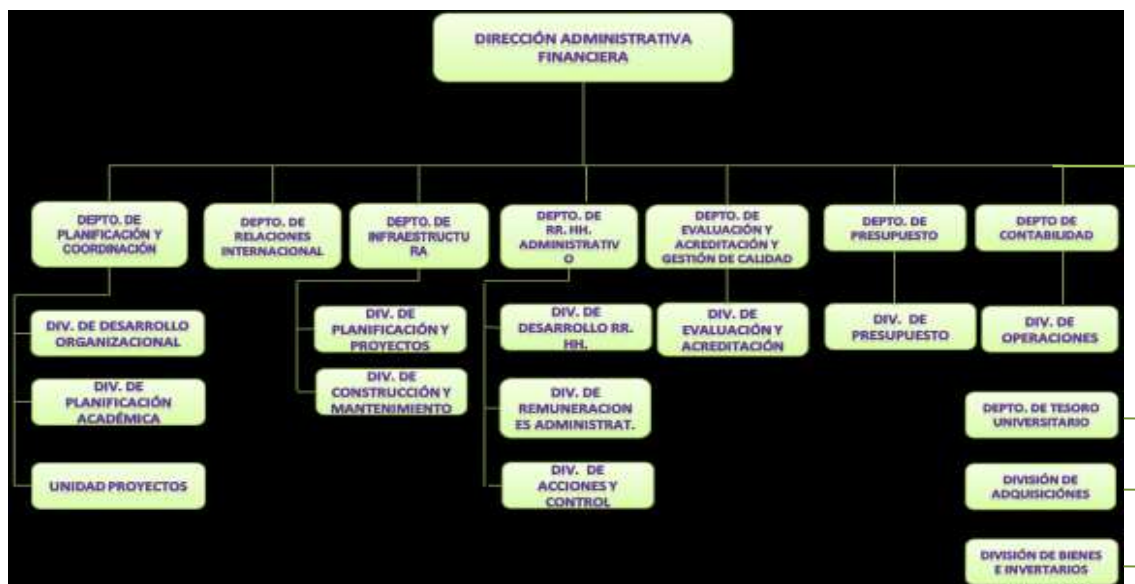 DIRECCIÓN ADMINISTRATIVA
FINANCIERA
DEPTO. DE
PLANIFICACIÓN Y
COORDINACIÓN
DEPTO. DE
RELACIONES
INTERNACIONAL
DEPTO. DE
INFRAESTRUCTU
RA
DEPTO. DE
RR. HH.
ADMINISTRATIV
O
DEPTO. DE
EVALUACIÓN Y
ACREDITACIÓN Y
GESTIÓN DE CALIDAD
DEPTO. DE
PRESUPUESTO
DEPTO DE
CONTABILIDAD
DIV. DE DESARROLLO
ORGANIZACIONAL
DIV. DE
PLANIFICACIÓN
ACADÉMICA
UNIDAD PROYECTOS
DIV. DE
PLANIFICACIÓN Y
PROYECTOS
DIV. DE
CONSTRUCCIÓN Y
MANTENIMIENTO
DIV. DE
DESARROLLO RR.
HH.
DIV. DE
REMUNERACION
ES ADMINISTRAT.
DIV. DE
ACCIONES Y
CONTROL
DIV. DE
EVALUACIÓN Y
ACREDITACIÓN
DIV. DE
PRESUPUESTO
DIV. DE
OPERACIONES
DEPTO. DE TESORO
UNIVERSITARIO
DIVISIÓN DE
ADQUISICIÓNES
DIVISIÓN DE BIENES
E INVERTARIOS